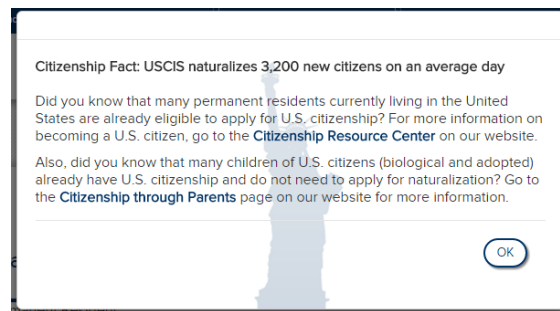 Citizenship Fact: USCIS naturalizes 3,200 new citizens on an average day
Did you know that many permanent residents currently living in the United
States are already eligible to apply for U.S. citizenship? For more information on
becoming a U.S. citizen, go to the Citizenship Resource Center on our website.
Also, did you know that many children of U.S. citizens (biological and adopted)
already have U.S. citizenship and do not need to apply for naturalization? Go to
the Citizenship through Parents page on our website for more information.
OK